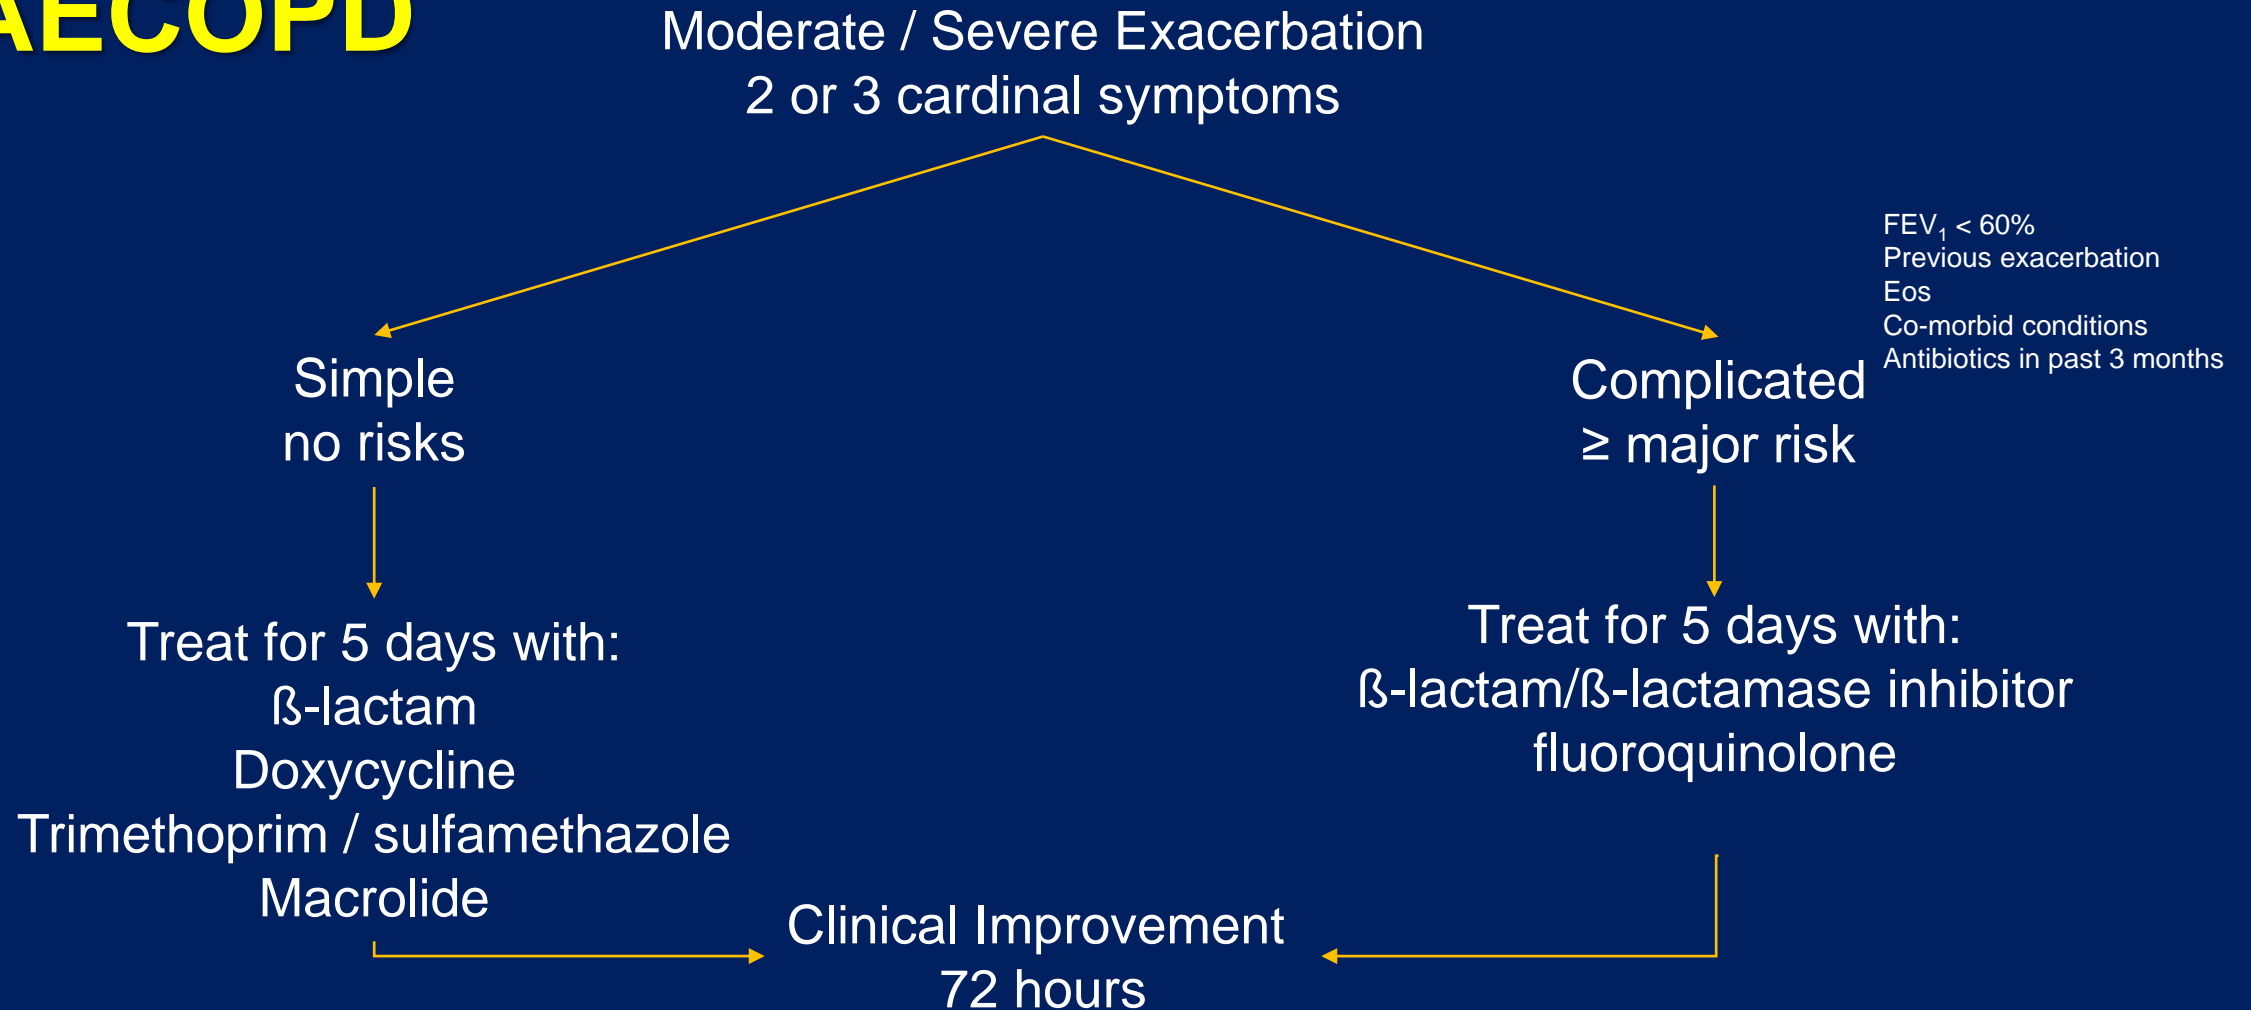 AECOPD
Moderate / Severe Exacerbation
2 or 3 cardinal symptoms
FEV₁ < 60%
Previous exacerbation
Eos
Co-morbid conditions
Antibiotics in past 3 months
Simple
no risks
Complicated
≥ major risk
Treat for 5 days with:
ß-lactam
Doxycycline
Trimethoprim / sulfamethazole
Macrolide
Treat for 5 days with:
ß-lactam/ß-lactamase inhibitor
fluoroquinolone
Clinical Improvement
72 hours